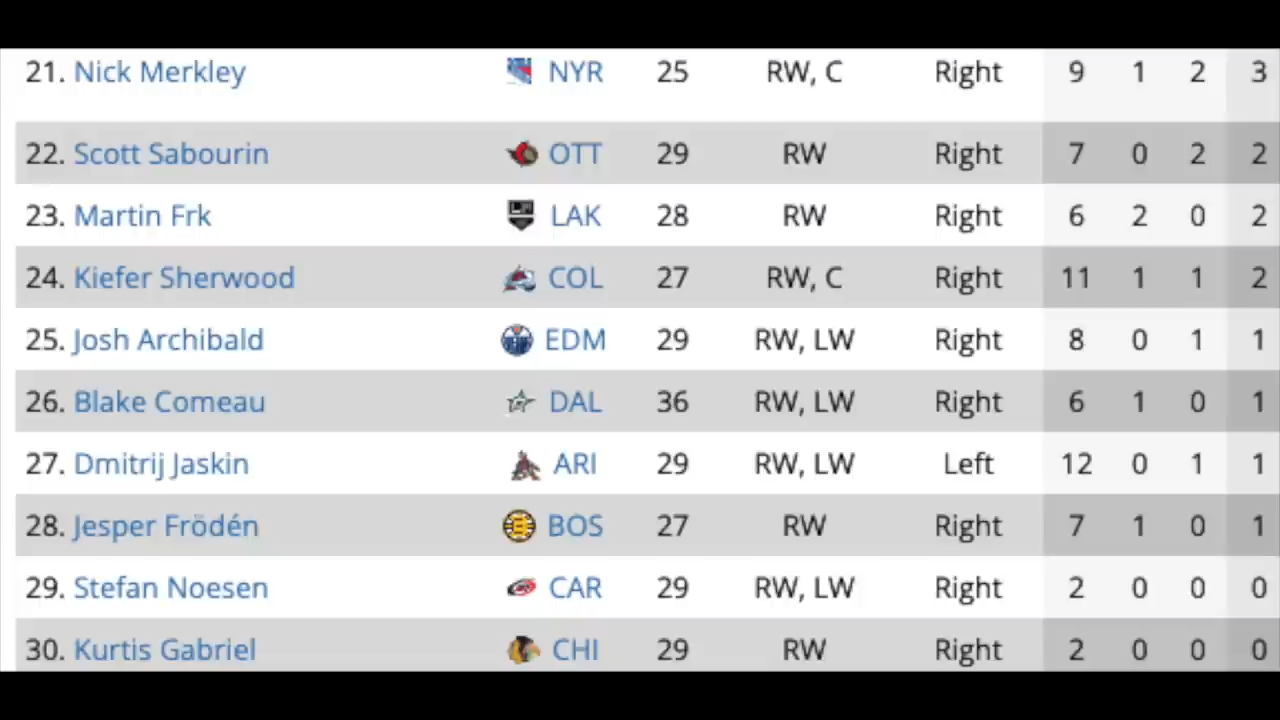 21. Nick Merkley NYR 25 RW, C Right 9 1 2 3
22. Scott Sabourin OTT 29 RW Right 7 0 2 2
23. Martin Frk LAK 28 RW Right 6 2 0 2
24. Kiefer Sherwood COL 27 RW, C Right 11 1 1 2
25. Josh Archibald EDM 29 RW, LW Right 8 0 1 1
26. Blake Comeau DAL 36 RW, LW Right 6 1 0 1
27. Dmitrij Jaskin ARI 29 RW, LW Left 12 0 1 1
28. Jesper Frödén BOS 27 RW Right 7 1 0 1
29. Stefan Noesen CAR 29 RW, LW Right 2 0 0 0
30. Kurtis Gabriel CHI 29 RW Right 2 0 0 0